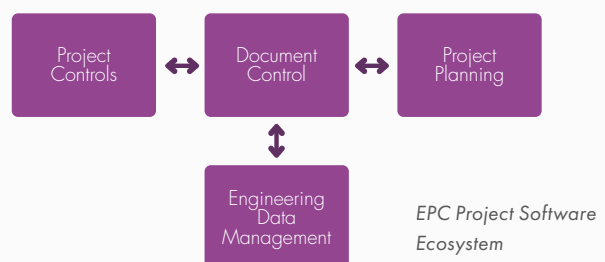 Project
Controls
Document
Control
Project
Planning
Engineering
Data
Management
EPC Project Software
Ecosystem